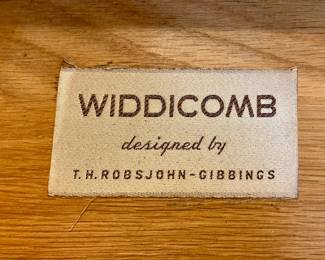 WIDDICOMB
designed by
T.H. ROBSJOHN-GIBBINGS